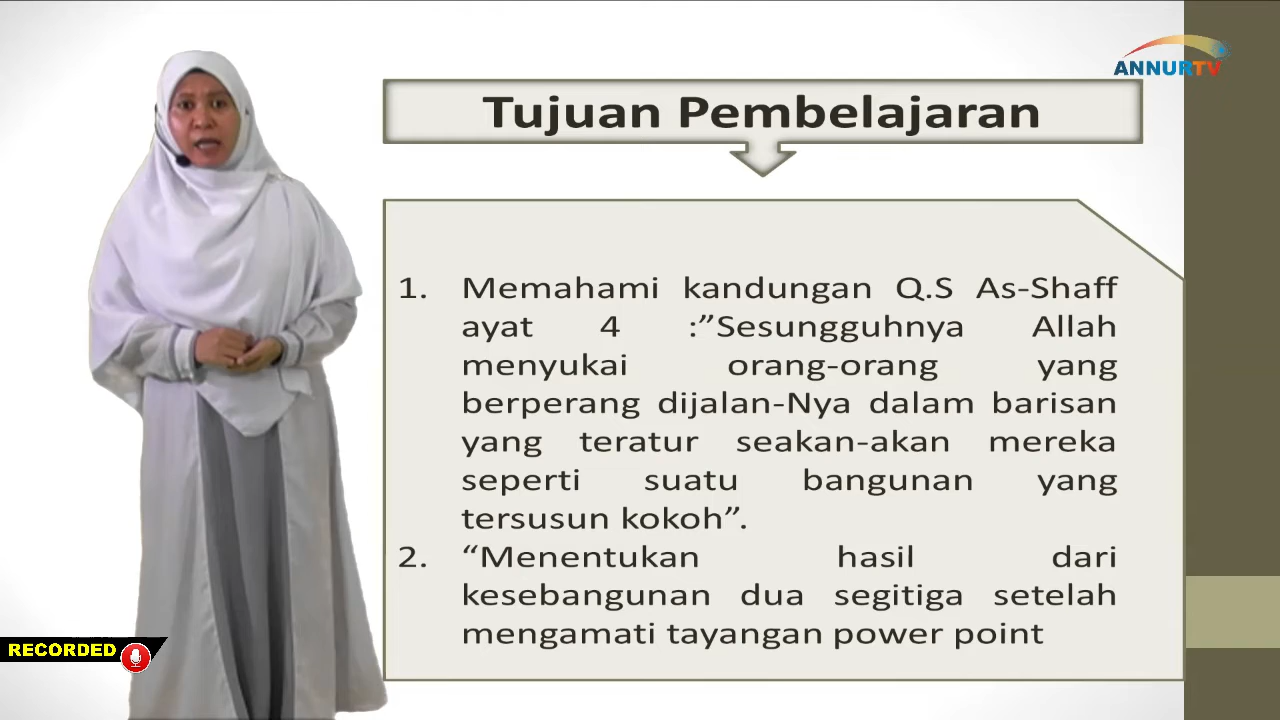 ANNURTV
Tujuan Pembelajaran
1. Memahami kandungan Q.S As-Shaff
ayat 4 :”Sesungguhnya Allah
menyukai orang-orang yang
berperang dijalan-Nya dalam barisan
yang teratur seakan-akan mereka
seperti suatu bangunan yang
tersusun kokoh”.
2. “Menentukan hasil dari
kesebangunan dua segitiga setelah
mengamati tayangan power point
RECORDED